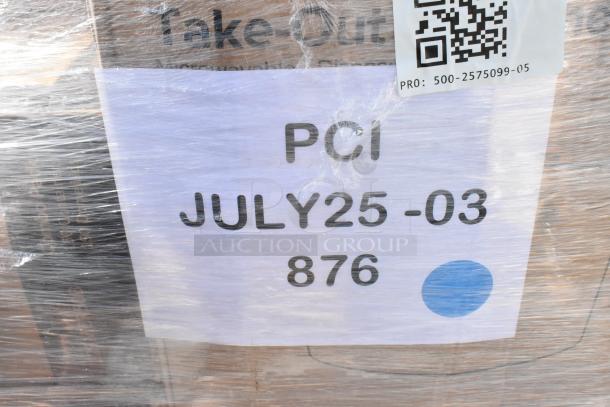 Take Out
PRO: 500-2575099-05
PCI
JULY25-03
AUCTION GROUP
876